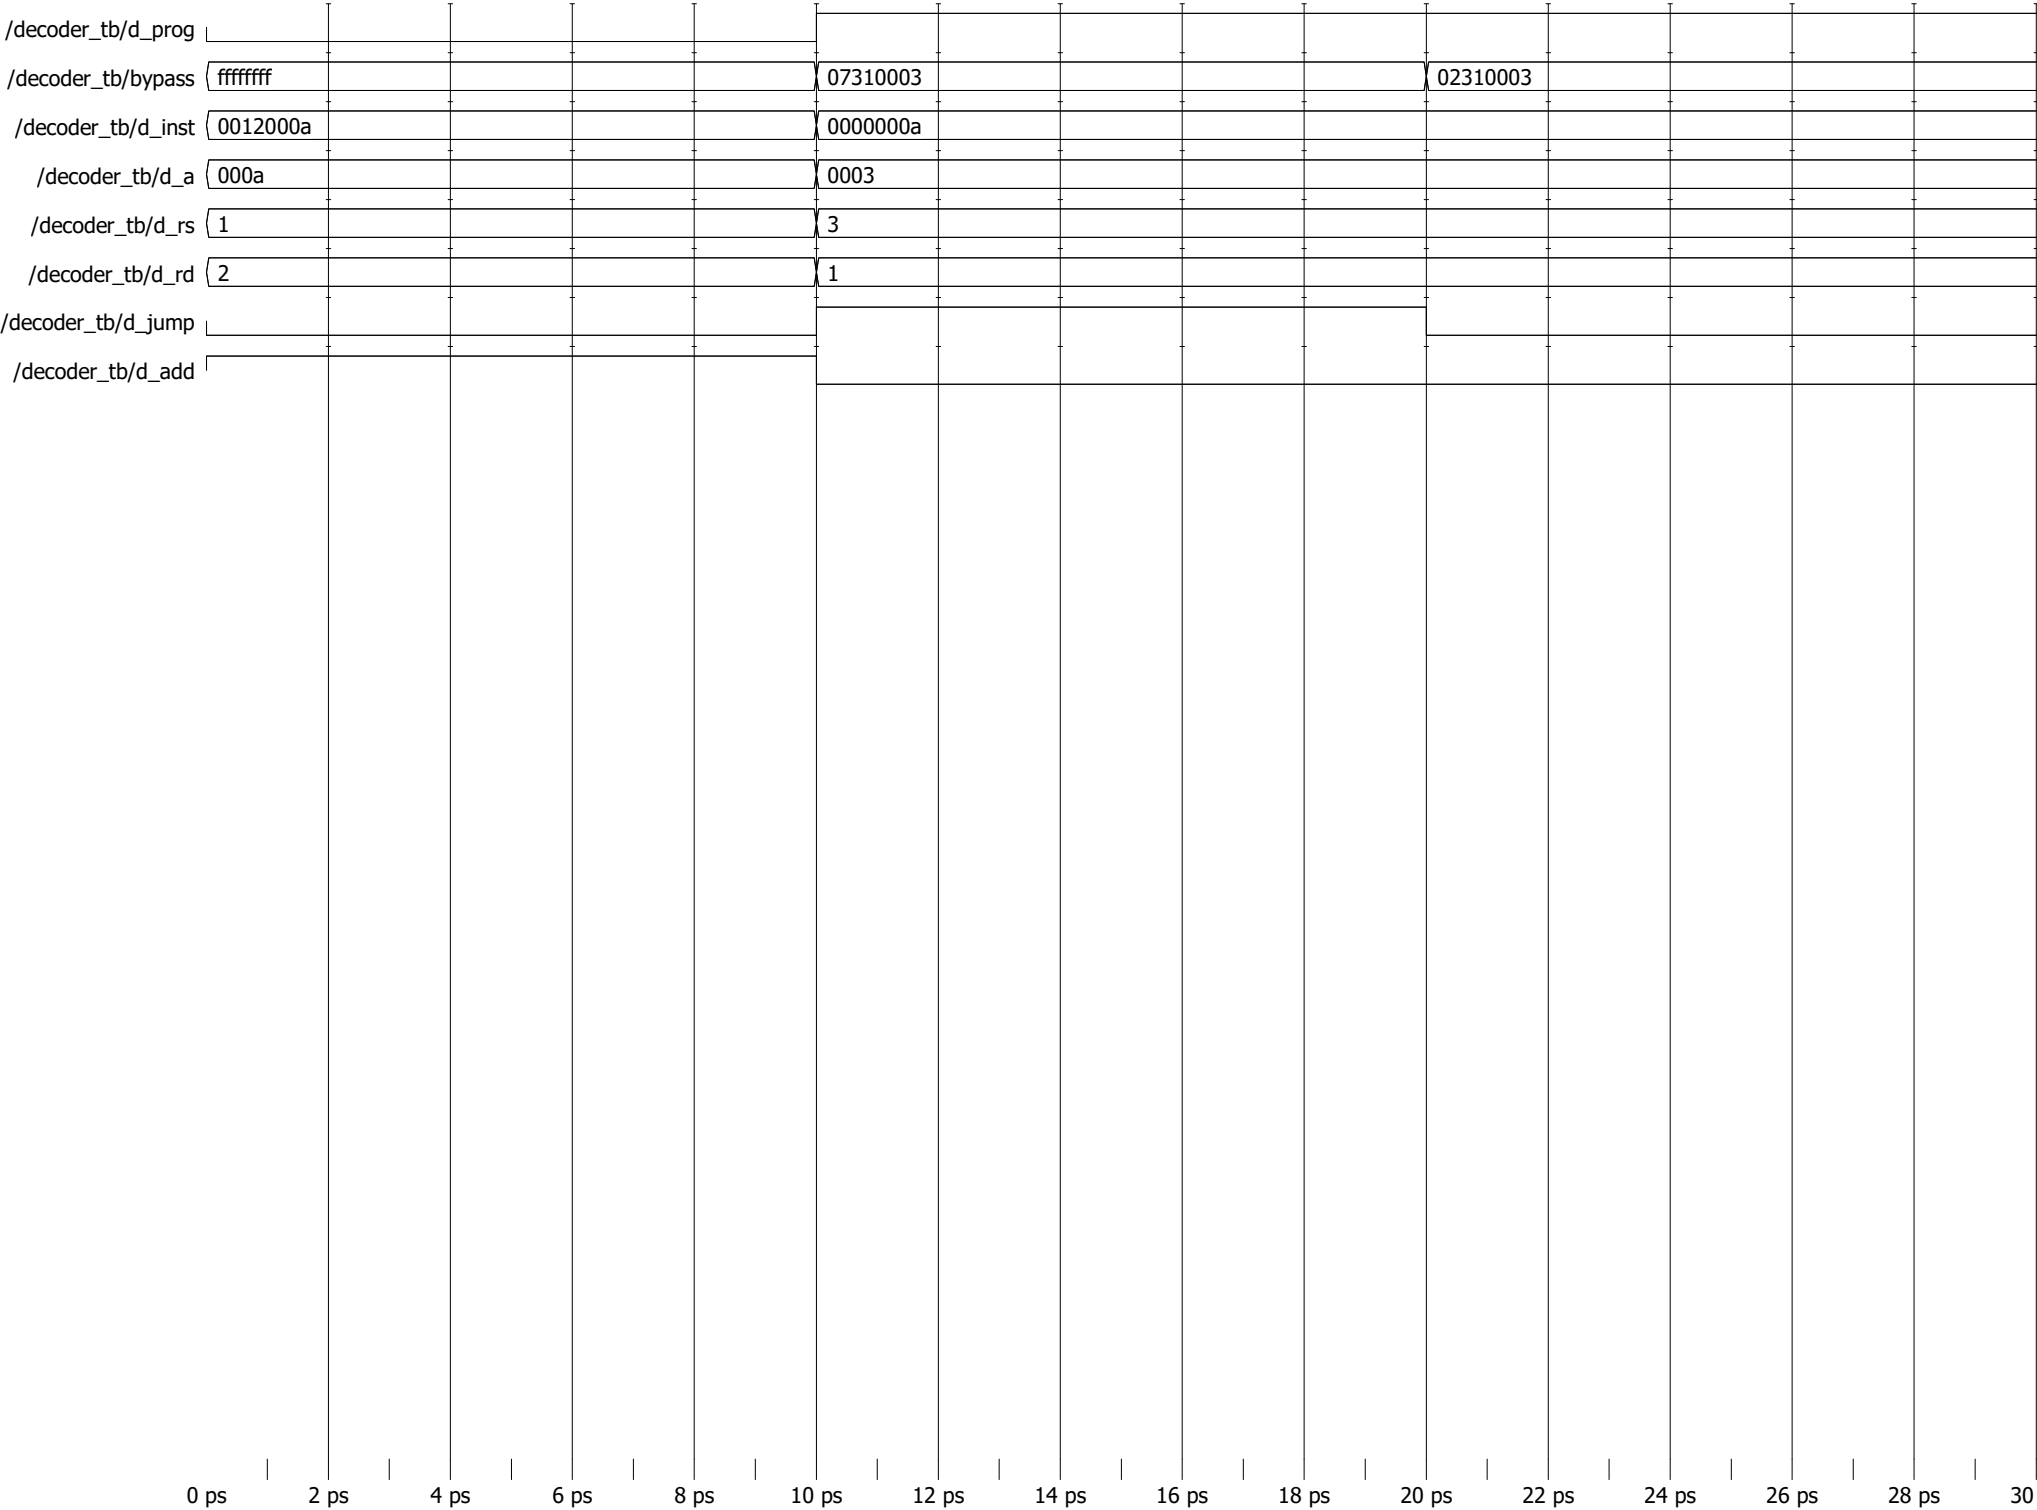 /decoder_tb/d_prog
/decoder_tb/bypass ffffffff 07310003 02310003
/decoder_tb/d_inst 0012000a 0000000a
/decoder_tb/d_a 000a 0003
/decoder_tb/d_rs 1 3
/decoder_tb/d_rd 2 1
/decoder_tb/d_jump
/decoder_tb/d_add
0 ps 2 ps 4 ps 6 ps 8 ps 10 ps 12 ps 14 ps 16 ps 18 ps 20 ps 22 ps 24 ps 26 ps 28 ps 30